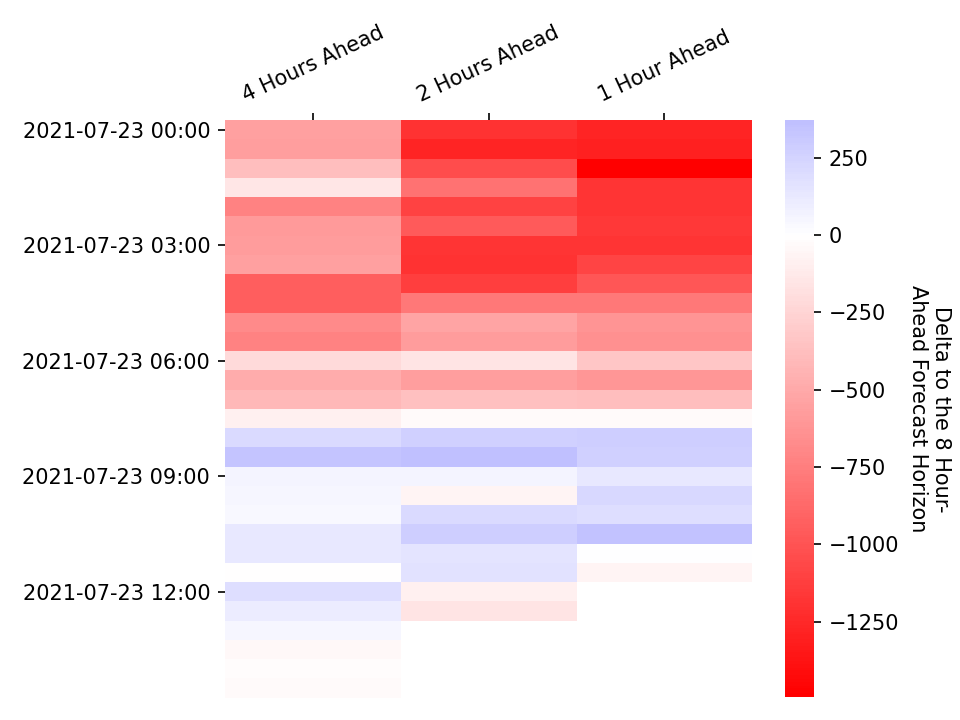 4 Hours Ahead
2 Hours Ahead
1 Hour Ahead
2021-07-23 00:00
2021-07-23 03:00
2021-07-23 06:00
2021-07-23 09:00
2021-07-23 12:00
250
0
−250
−500
−750
−1000
−1250
Delta to the 8 Hour-
Ahead Forecast Horizon